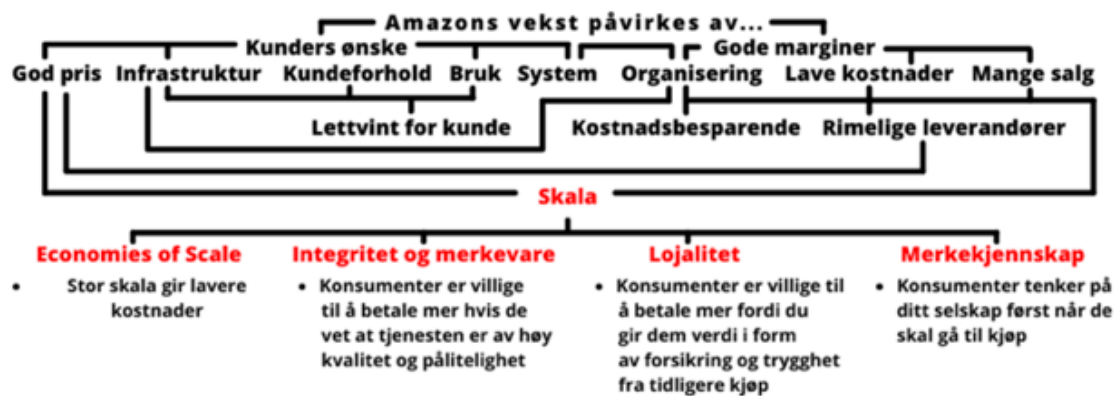 Amazons vekst påvirkes av...
Kunders ønske Gode marginer
God pris Infrastruktur Kundeforhold Bruk System Organisering Lave kostnader Mange salg
Lettvint for kunde Kostnadsbesparende Rimelige leverandører
Skala
Economies of Scale
• Stor skala gir lavere
kostnader
Integritet og merkevare
• Konsumenter er villige
til å betale mer hvis de
vet at tjenesten er av høy
kvalitet og pålitelighet
Lojalitet
• Konsumenter er villige til
å betale mer fordi du
gir dem verdi i form
av forsikring og trygghet
fra tidligere kjøp
Merkekjennskap
• Konsumenter tenker på
ditt selskap først når de
skal gå til kjøp